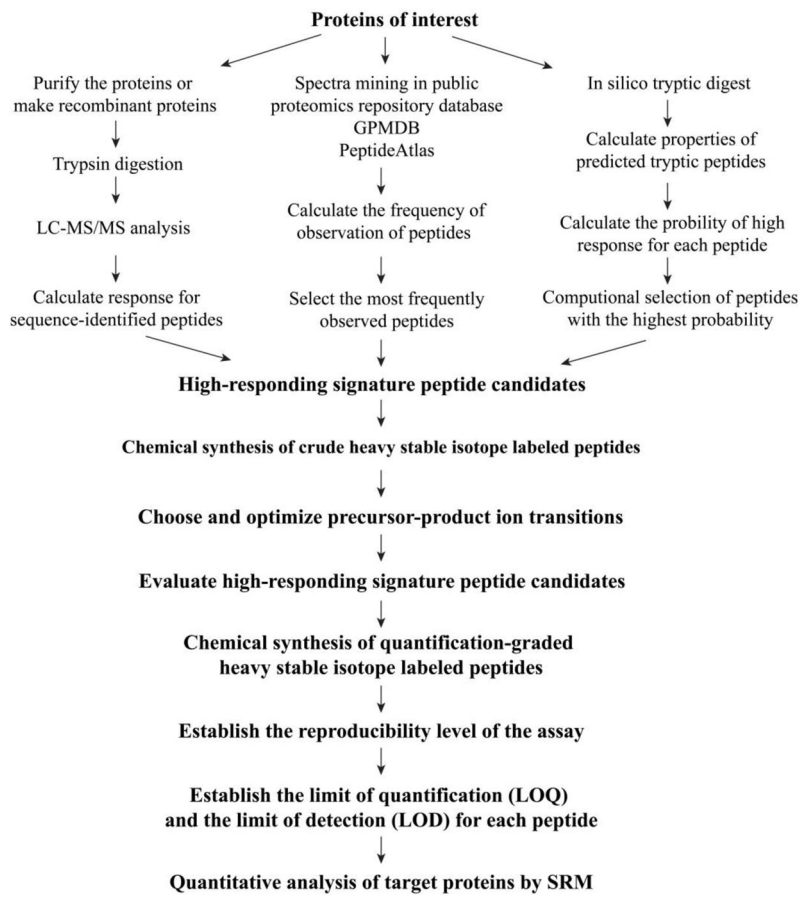 Proteins of interest
Purify the proteins or
make recombinant proteins
Trypsin digestion
LC-MS/MS analysis
Calculate response for
sequence-identified peptides
Spectra mining in public
proteomics repository database
GPMDB
PeptideAtlas
Calculate the frequency of
observation of peptides
Select the most frequently
observed peptides
In silico tryptic digest
Calculate properties of
predicted tryptic peptides
Calculate the probility of high
response for each peptide
Computional selection of peptides
with the highest probability
High-responding signature peptide candidates
Chemical synthesis of crude heavy stable isotope labeled peptides
Choose and optimize precursor-product ion transitions
Evaluate high-responding signature peptide candidates
Chemical synthesis of quantification-graded
heavy stable isotope labeled peptides
Establish the reproducibility level of the assay
Establish the limit of quantification (LOQ)
and the limit of detection (LOD) for each peptide
Quantitative analysis of target proteins by SRM